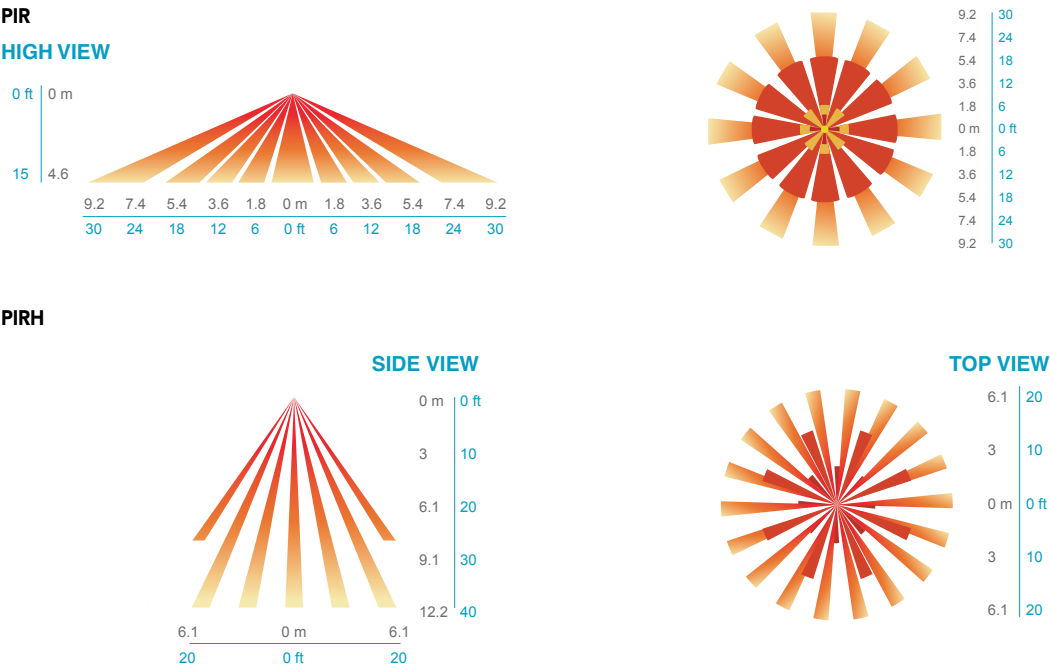 PIR
HIGH VIEW
0 ft 0 m
15 4.6
9.2 7.4 5.4 3.6 1.8 0 m 1.8 3.6 5.4 7.4 9.2
30 24 18 12 6 0 ft 6 12 18 24 30
9.2 30
7.4 24
5.4 18
3.6 12
1.8 6
0 m 0 ft
1.8 6
3.6 12
5.4 18
7.4 24
9.2 30
PIRH
SIDE VIEW
0 m 0 ft
3 10
6.1 20
9.1 30
12.2 40
6.1 0 m 6.1
20 0 ft 20
TOP VIEW
6.1 20
3 10
0 m 0 ft
3 10
6.1 20